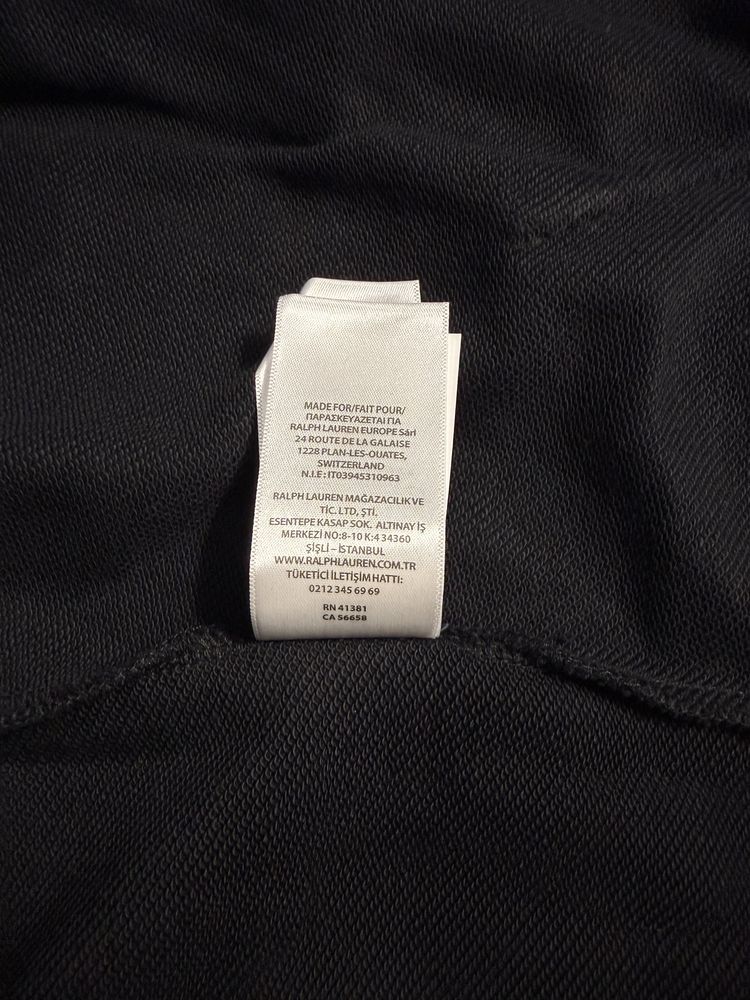 MADE FOR/FAIT POUR/
ΠΑΡΑΣΚΕΥΑΖΕΤΑΙ ΓΙΑ
RALPH LAUREN EUROPE Sárl
24 ROUTE DE LA GALAISE
1228 PLAN-LES-OUATES,
SWITZERLAND
N.I.E : IT03945310963
RALPH LAUREN MAĞAZACILIK VE
TİC. LTD, ŞTİ.
ESENTEPE KASAP SOK. ALTINAY İŞ
MERKEZİ NO:8-10 K:4 34360
ŞİŞLİ – İSTANBUL
WWW.RALPHLAUREN.COM.TR
TÜKETİCİ İLETİŞİM HATTI:
0212 345 69 69
RN 41381
CA 56658